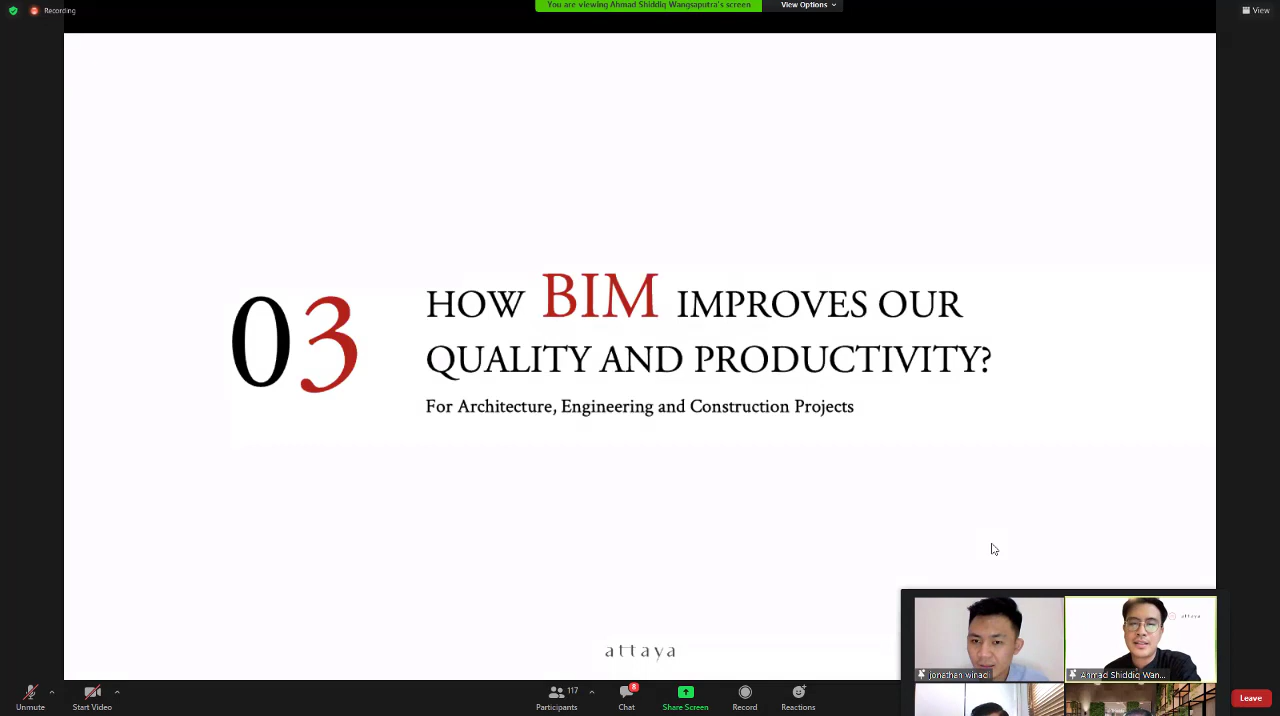 Recording
You are viewing Ahmad Shiddiq Wangsaputra's screen
View Options
View
03
HOW BIM IMPROVES OUR
QUALITY AND PRODUCTIVITY?
For Architecture, Engineering and Construction Projects
attaya
attaya
jonathan winadi
Ahmad Shiddiq Wan...
Unmute
Start Video
117
Participants
8
Chat
Share Screen
Record
Reactions
Leave